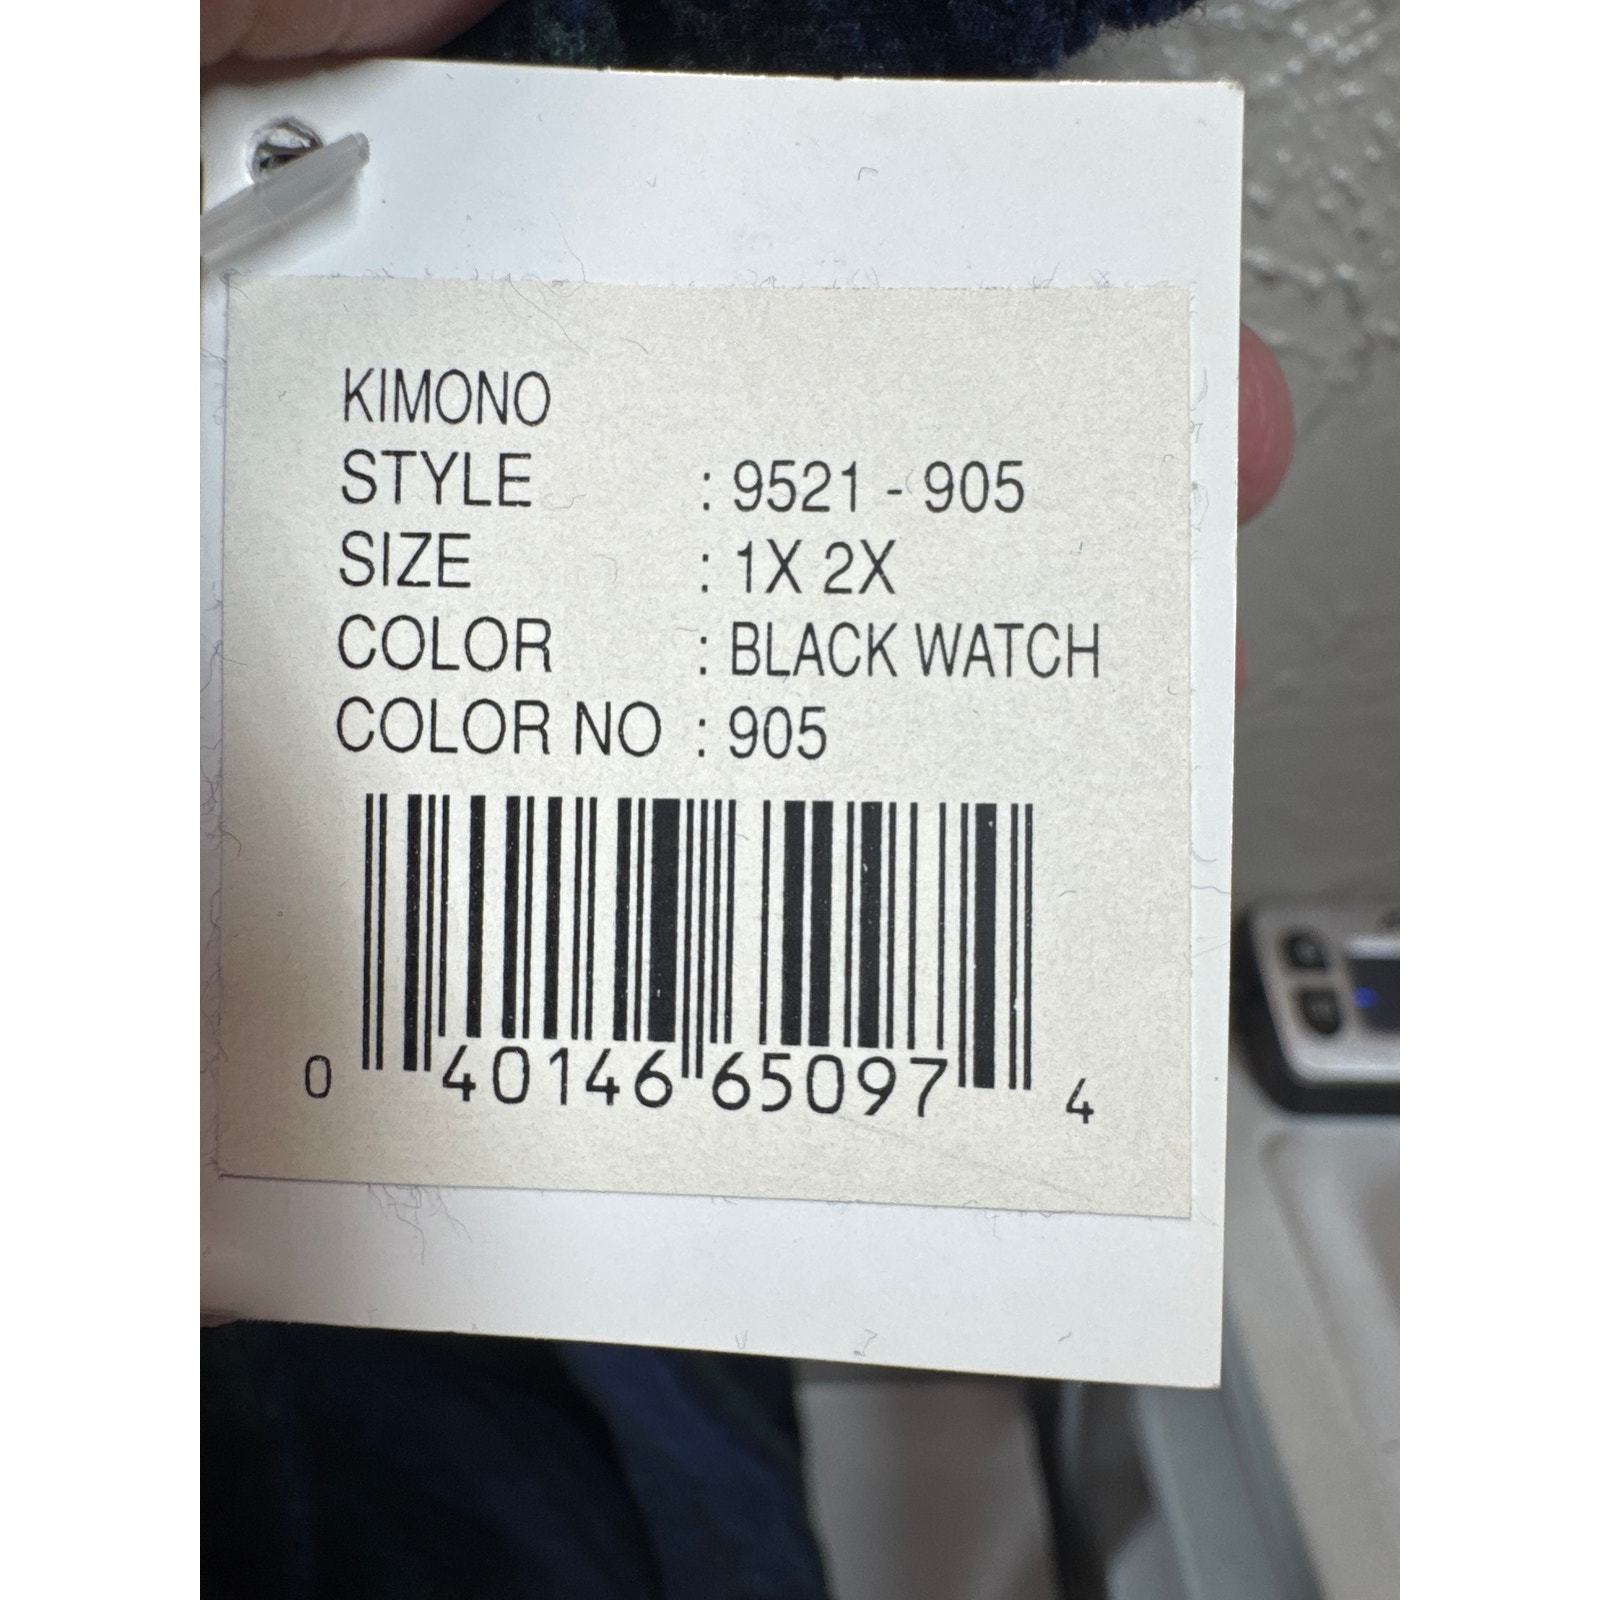 KIMONO
STYLE : 9521 - 905
SIZE : 1X 2X
COLOR : BLACK WATCH
COLOR NO : 905
0 40146 65097 4